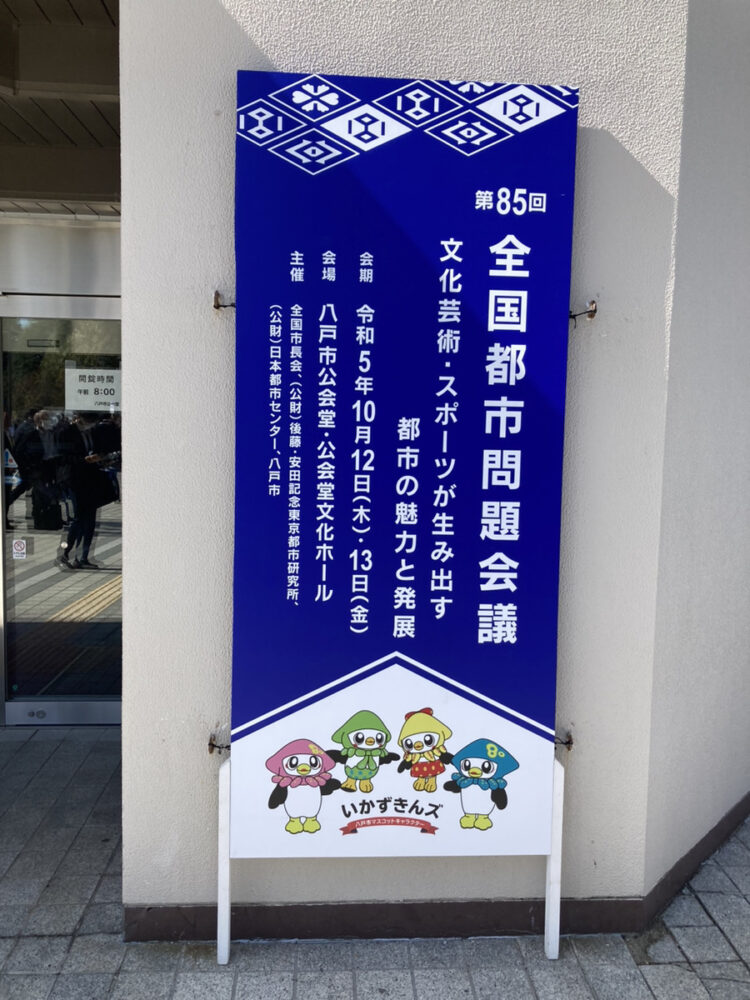 第85回
全国都市問題会議
文化芸術・スポーツが生み出す
都市の魅力と発展
会期 令和5年10月12日(木)・13日(金)
会場 八戸市公会堂・公会堂文化ホール
主催 全国市長会、(公財)後藤・安田記念東京都市研究所、
(公財)日本都市センター、八戸市
いかずきんズ
八戸市マスコットキャラクター
開錠時間
午前 8:00